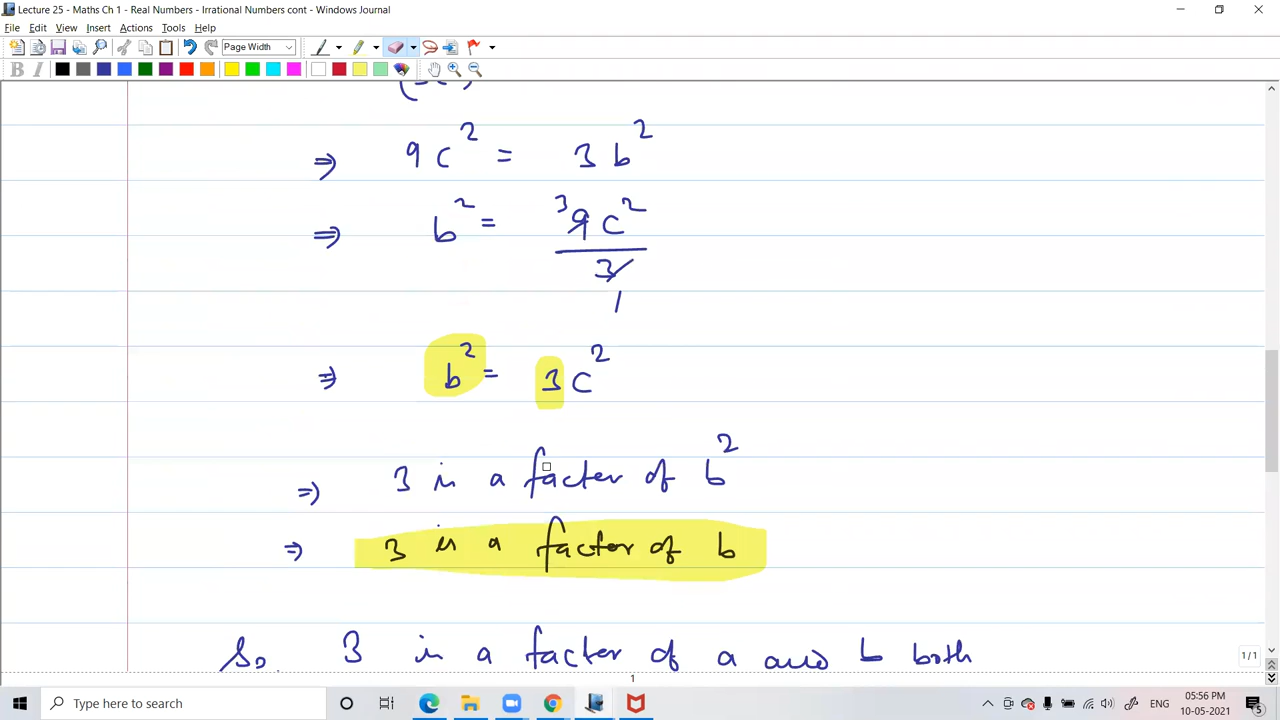 Lecture 25 - Maths Ch 1 - Real Numbers - Irrational Numbers cont - Windows Journal
File Edit View Insert Actions Tools Help
Page Width
B I
⇒ 9c² = 3b²
⇒ b² = ³9c²
3
1
⇒ b² = 3c²
⇒ 3 is a factor of b²
⇒ 3 is a factor of b
So 3 is a factor of a and b both
1/1
1
Type here to search
ENG
05:56 PM
10-05-2021
5